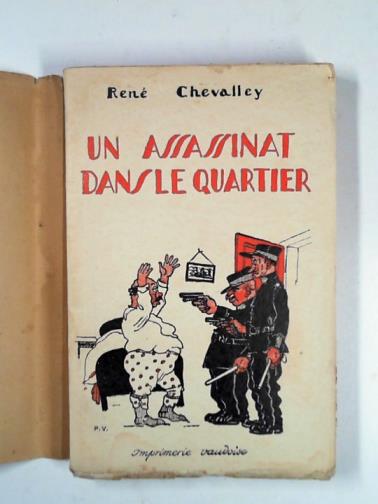 René Chevalley
UN ASSASSINAT
DANS LE QUARTIER
P.V.
Imprimerie vaudoise